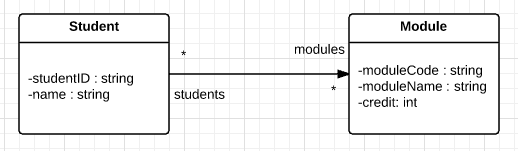 Student
-studentID : string
-name : string
*
students
modules
*
Module
-moduleCode : string
-moduleName : string
-credit: int